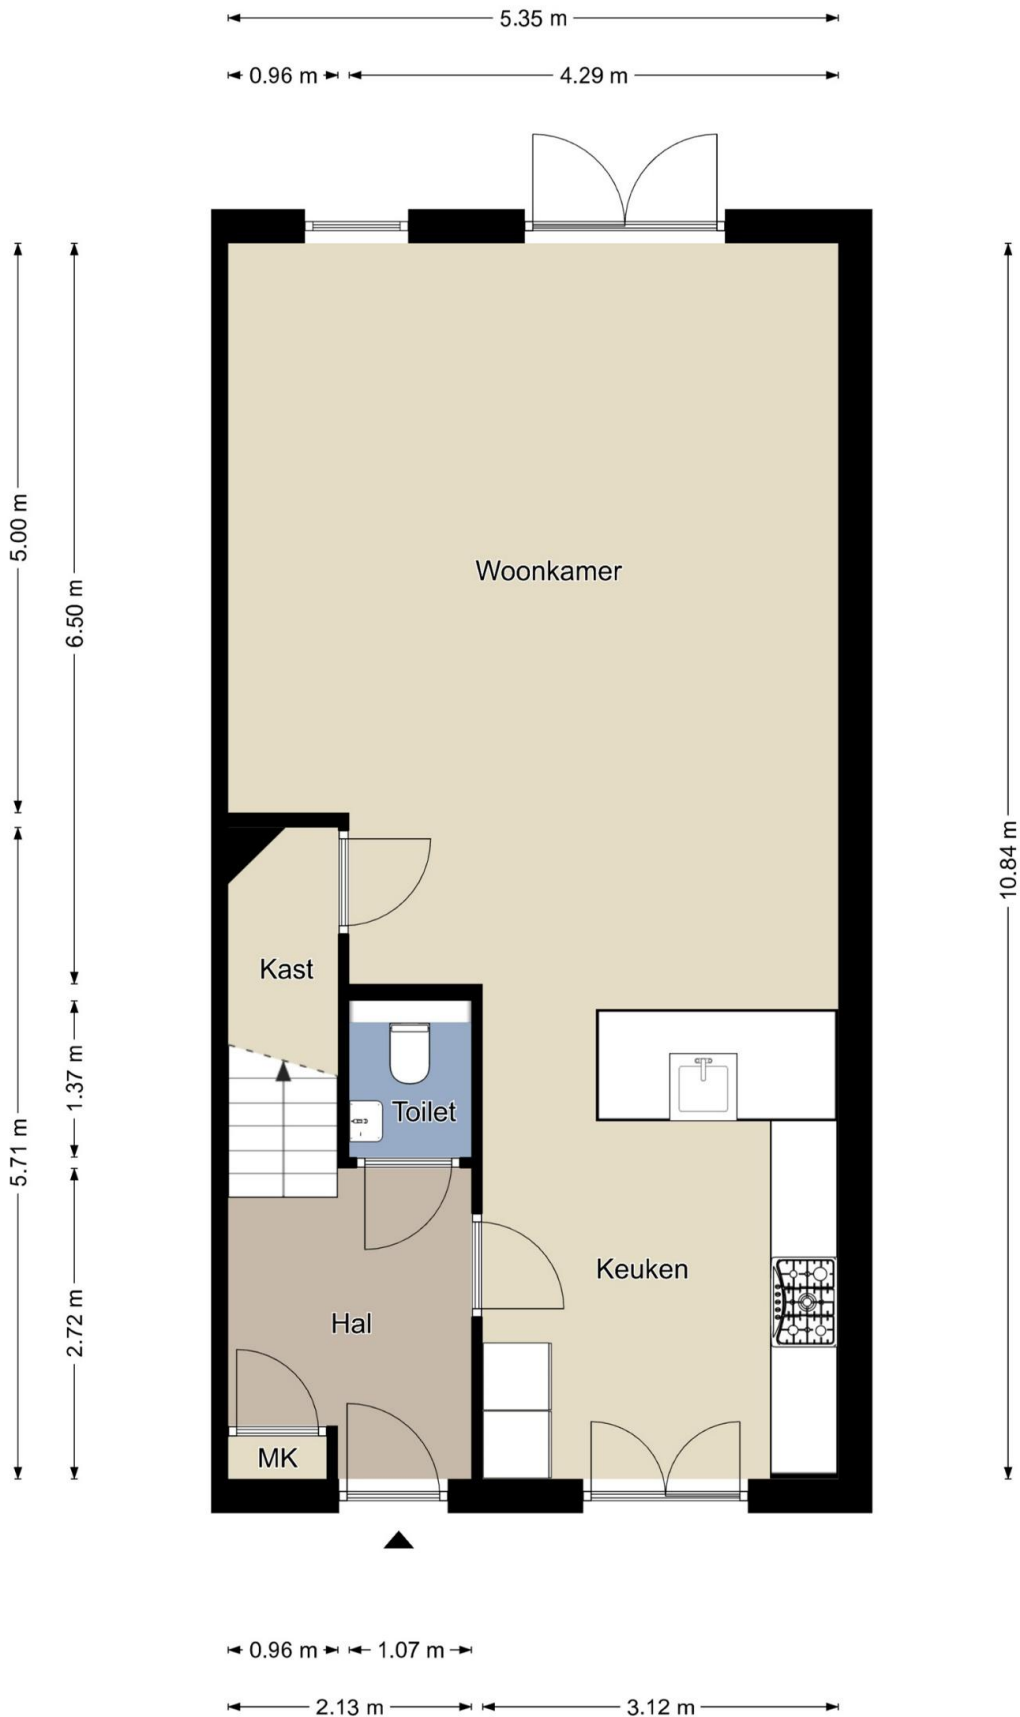 5.35 m
0.96 m
4.29 m
5.00 m
6.50 m
10.84 m
Woonkamer
Kast
1.37 m
Toilet
5.71 m
Keuken
2.72 m
Hal
MK
0.96 m
1.07 m
2.13 m
3.12 m